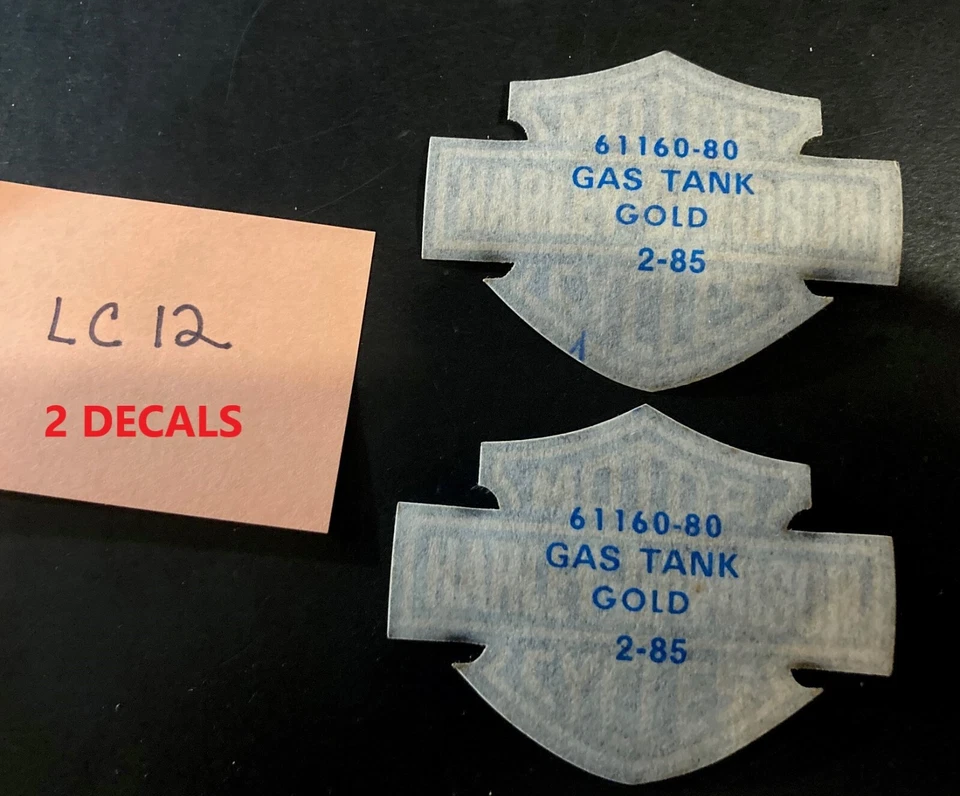 LC 12
2 DECALS
61160-80
GAS TANK
GOLD
2-85
61160-80
GAS TANK
GOLD
2-85